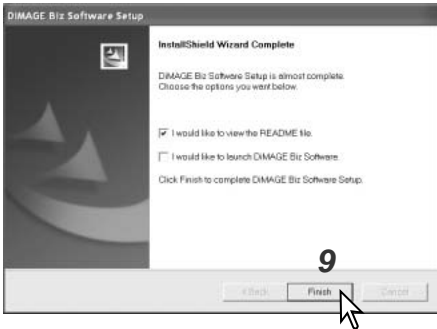 DiMAGE Biz Software Setup
InstallShield Wizard Complete
DiMAGE Biz Software Setup is almost complete.
Choose the options you want below.
I would like to view the README file.
I would like to launch DiMAGE Biz Software.
Click Finish to complete DiMAGE Biz Software Setup.
9
< Back Finish Cancel